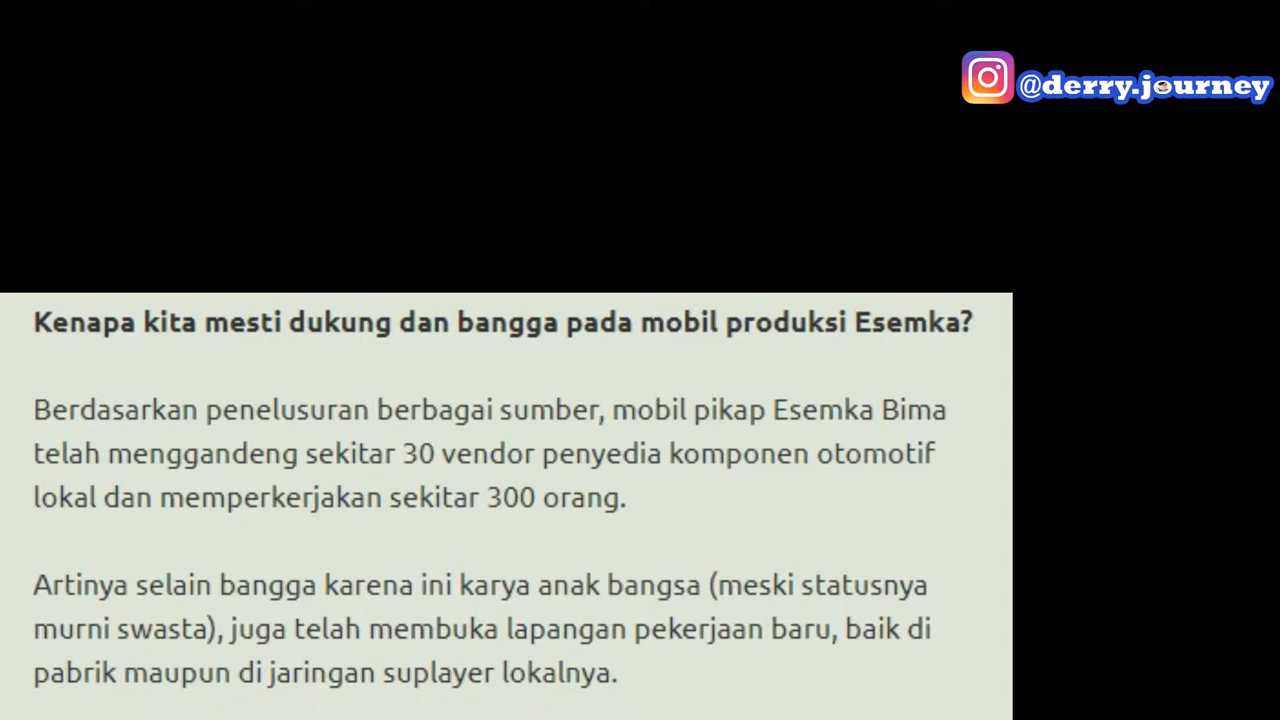 @derry.journey
Kenapa kita mesti dukung dan bangga pada mobil produksi Esemka?
Berdasarkan penelusuran berbagai sumber, mobil pikap Esemka Bima
telah menggandeng sekitar 30 vendor penyedia komponen otomotif
lokal dan memperkerjakan sekitar 300 orang.
Artinya selain bangga karena ini karya anak bangsa (meski statusnya
murni swasta), juga telah membuka lapangan pekerjaan baru, baik di
pabrik maupun di jaringan suplayer lokalnya.